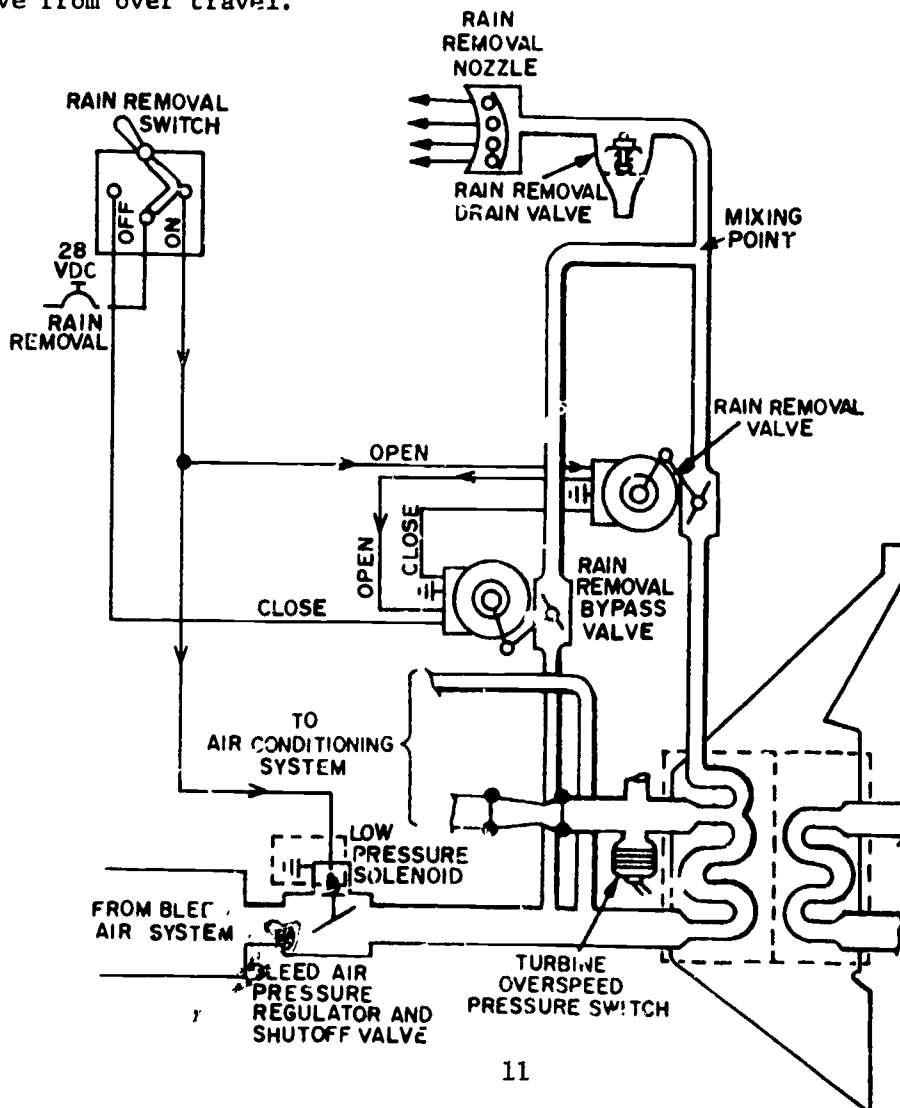 ve from over travel.
RAIN
REMOVAL
NOZZLE
RAIN REMOVAL
SWITCH
OFF
ON
28
VDC
RAIN
REMOVAL
RAIN REMOVAL
DRAIN VALVE
MIXING
POINT
RAIN REMOVAL
VALVE
OPEN
OPEN
CLOSE
CLOSE
RAIN
REMOVAL
BYPASS
VALVE
TO
AIR CONDITIONING
SYSTEM
LOW
PRESSURE
SOLENOID
FROM
AIR SYSTEM
BLEED AIR
PRESSURE
REGULATOR AND
SHUTOFF VALVE
TURBINE
OVERSPEED
PRESSURE SWITCH
11